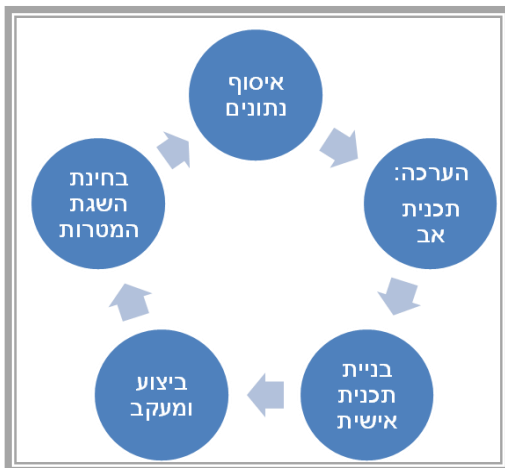 איסוף
נתונים
הערכה:
תכנית
אב
בניית
תכנית
אישית
ביצוע
ומעקב
בחינת
השגת
המטרות